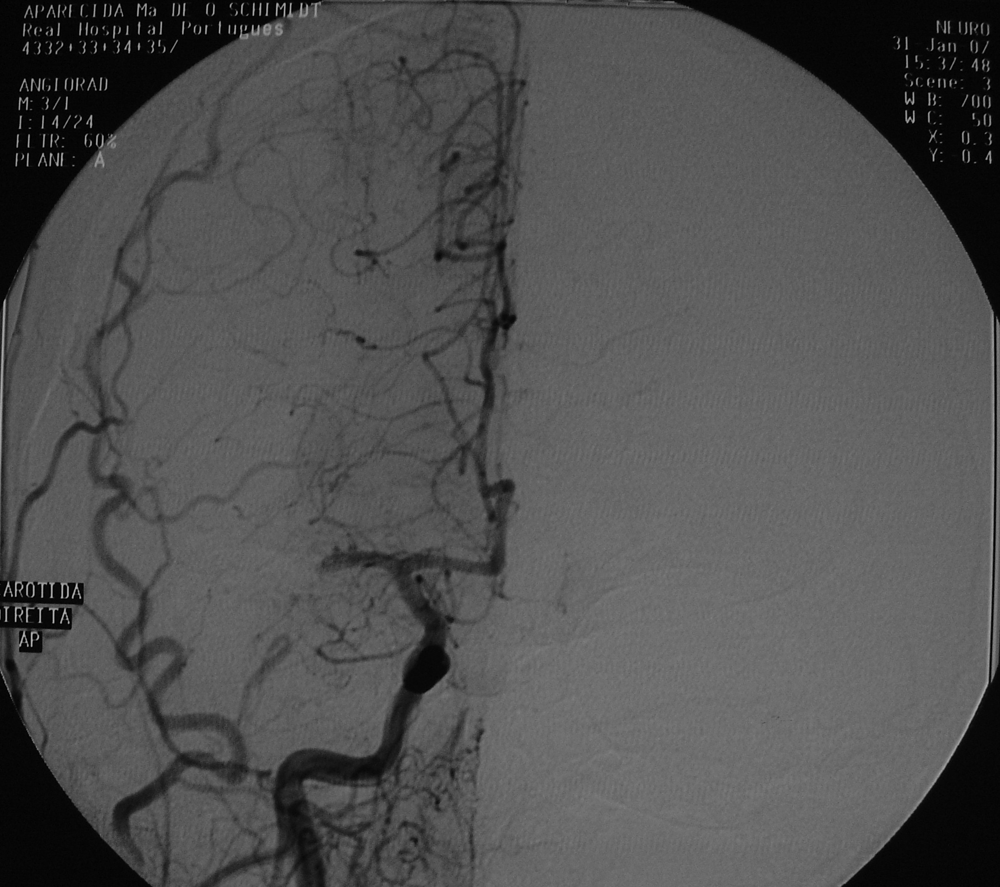 APARECIDA Ma DE O SCHIMIDT
Real Hospital Portugues
4332+33+34+35/
ANGIORAD
M: 3/1
I: 14/24
FLTR: 60%
PLANE: A
NEURO
31 Jan 07
15:37:48
Scene: 3
W B: 700
W C: 50
X: 0.3
Y: 0.4
CAROTIDA
DIREITA
AP